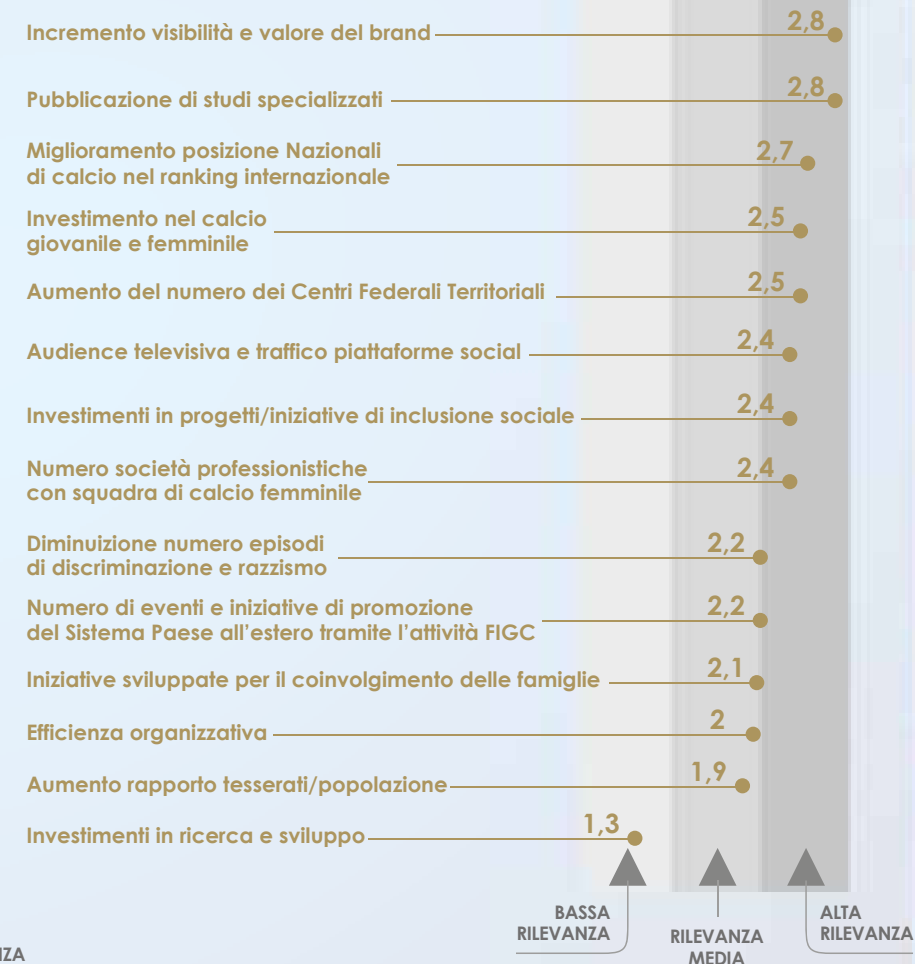 Incremento visibilità e valore del brand
2,8
Pubblicazione di studi specializzati
2,8
Miglioramento posizione Nazionali
di calcio nel ranking internazionale
2,7
Investimento nel calcio
giovanile e femminile
2,5
Aumento del numero dei Centri Federali Territoriali
2,5
Audience televisiva e traffico piattaforme social
2,4
Investimenti in progetti/iniziative di inclusione sociale
2,4
Numero società professionistiche
con squadra di calcio femminile
2,4
Diminuizione numero episodi
di discriminazione e razzismo
2,2
Numero di eventi e iniziative di promozione
del Sistema Paese all’estero tramite l’attività FIGC
2,2
Iniziative sviluppate per il coinvolgimento delle famiglie
2,1
Efficienza organizzativa
2
Aumento rapporto tesserati/popolazione
1,9
Investimenti in ricerca e sviluppo
1,3
BASSA
RILEVANZA
RILEVANZA
MEDIA
ALTA
RILEVANZA
NZA